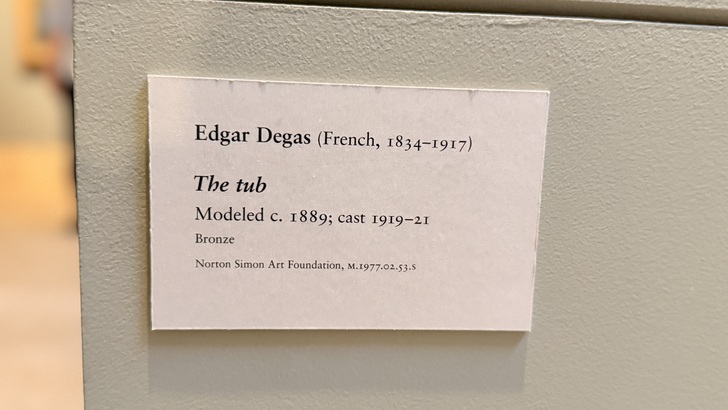 Edgar Degas (French, 1834–1917)
The tub
Modeled c. 1889; cast 1919–21
Bronze
Norton Simon Art Foundation, M.1977.02.53.S